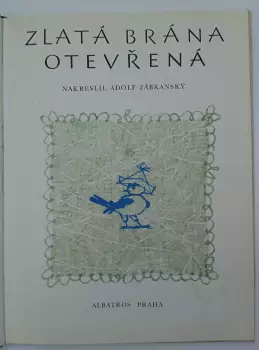 ZLATÁ BRÁNA
OTEVŘENÁ
NAKRESLIL ADOLF ZÁBRANSKÝ
ALBATROS PRAHA